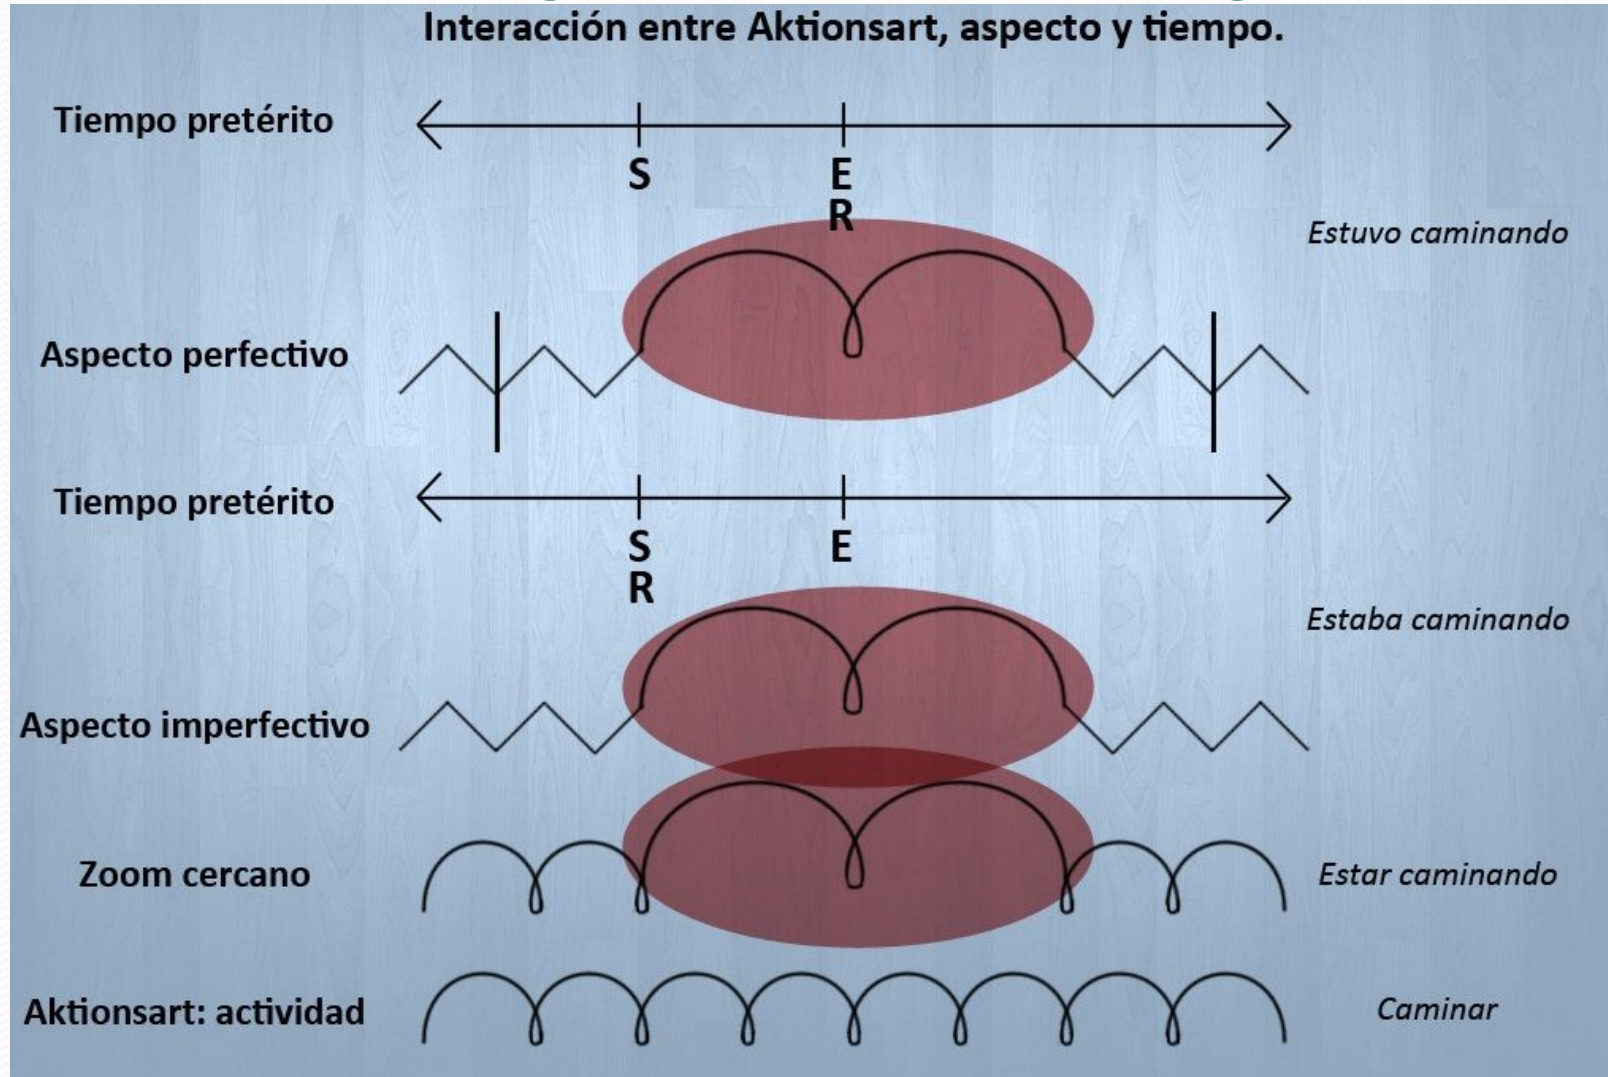 Interacción entre Aktionsart, aspecto y tiempo.
Tiempo pretérito
S E
R
Estuvo caminando
Aspecto perfectivo
Tiempo pretérito
S E
R
Estaba caminando
Aspecto imperfectivo
Zoom cercano
Estar caminando
Aktionsart: actividad
Caminar